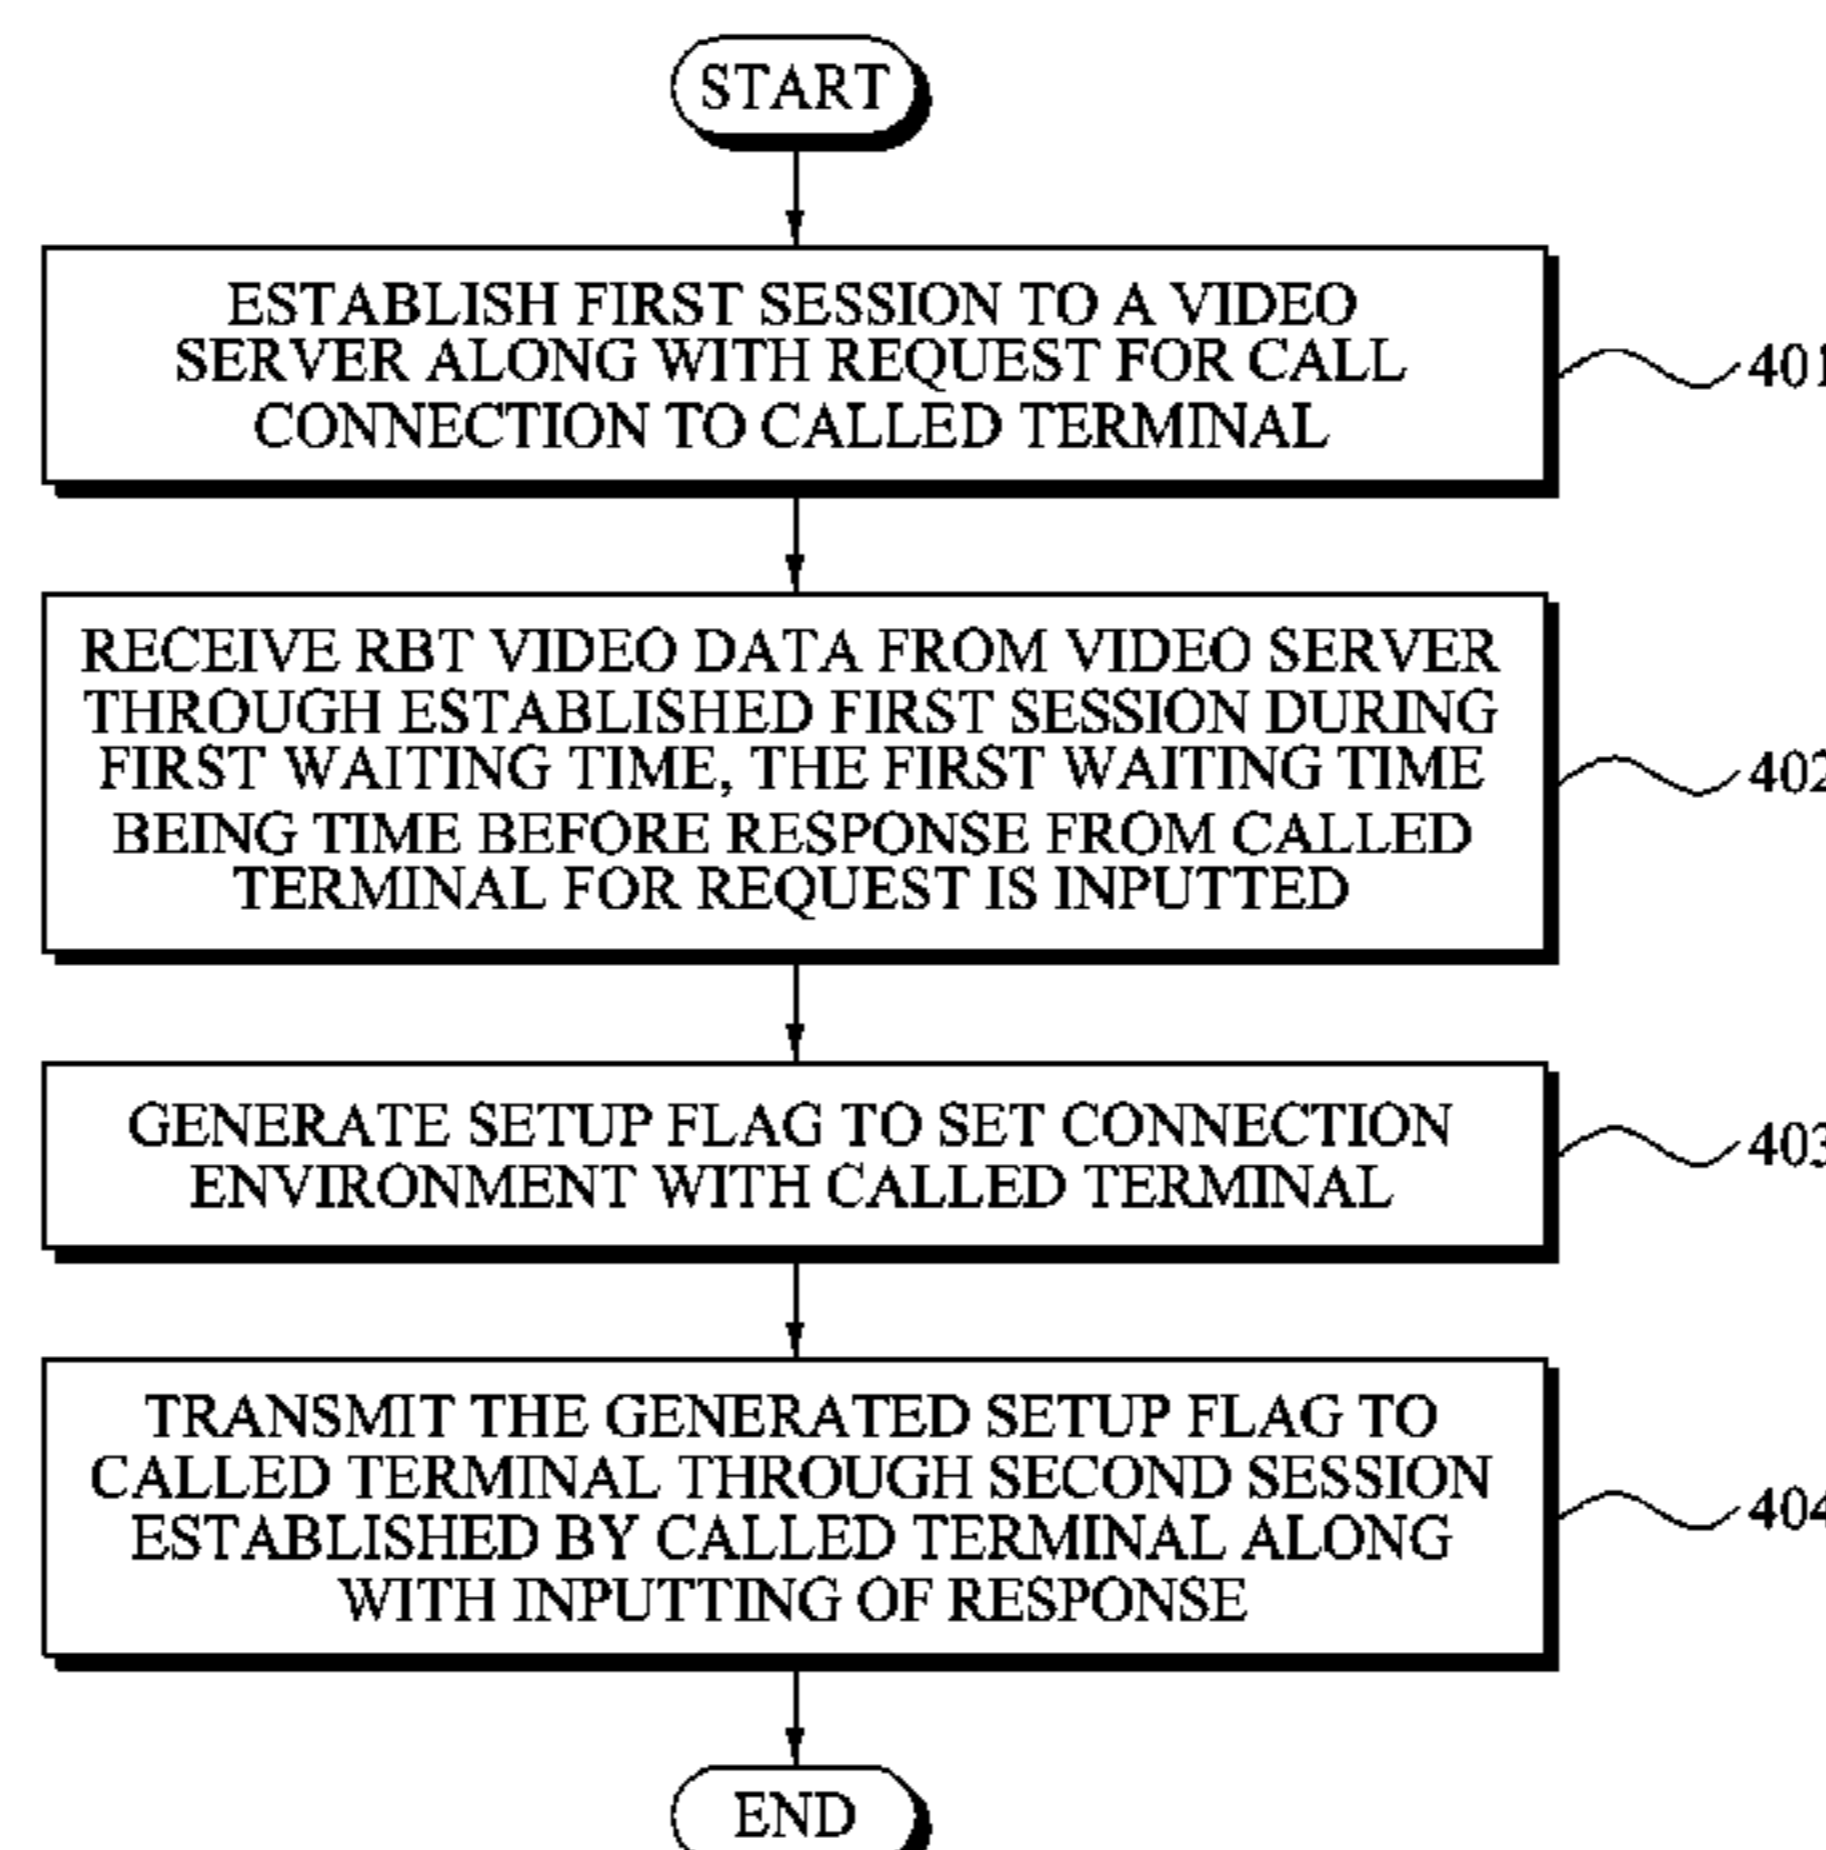 START
ESTABLISH FIRST SESSION TO A VIDEO
SERVER ALONG WITH REQUEST FOR CALL
CONNECTION TO CALLED TERMINAL
401
RECEIVE RBT VIDEO DATA FROM VIDEO SERVER
THROUGH ESTABLISHED FIRST SESSION DURING
FIRST WAITING TIME, THE FIRST WAITING TIME
BEING TIME BEFORE RESPONSE FROM CALLED
TERMINAL FOR REQUEST IS INPUTTED
402
GENERATE SETUP FLAG TO SET CONNECTION
ENVIRONMENT WITH CALLED TERMINAL
403
TRANSMIT THE GENERATED SETUP FLAG TO
CALLED TERMINAL THROUGH SECOND SESSION
ESTABLISHED BY CALLED TERMINAL ALONG
WITH INPUTTING OF RESPONSE
404
END